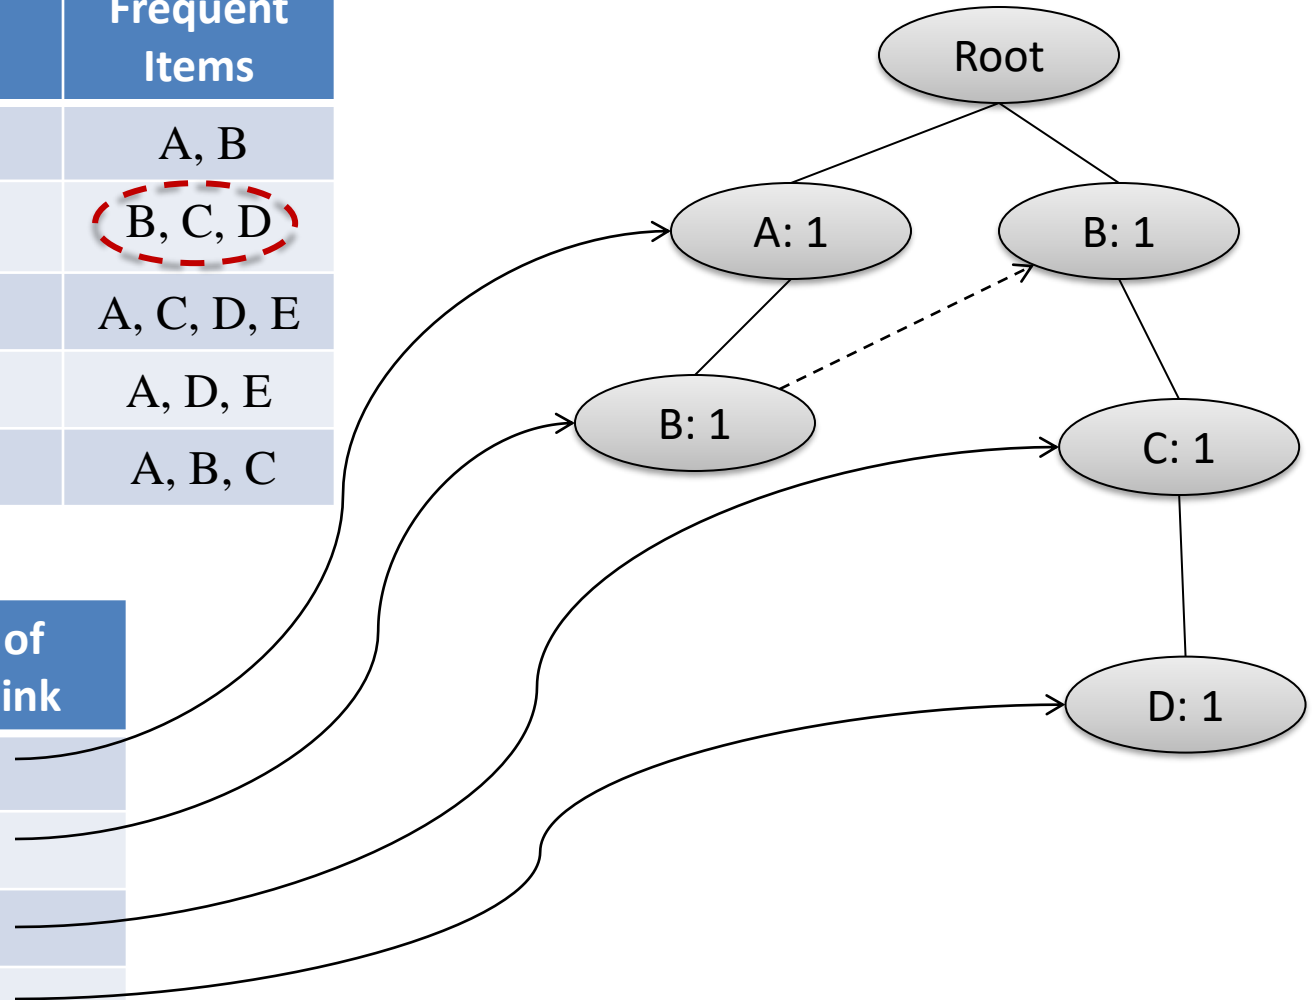 Frequent
Items
A, B
B, C, D
A, C, D, E
A, D, E
A, B, C
of
ink
Root
A: 1
B: 1
B: 1
C: 1
D: 1